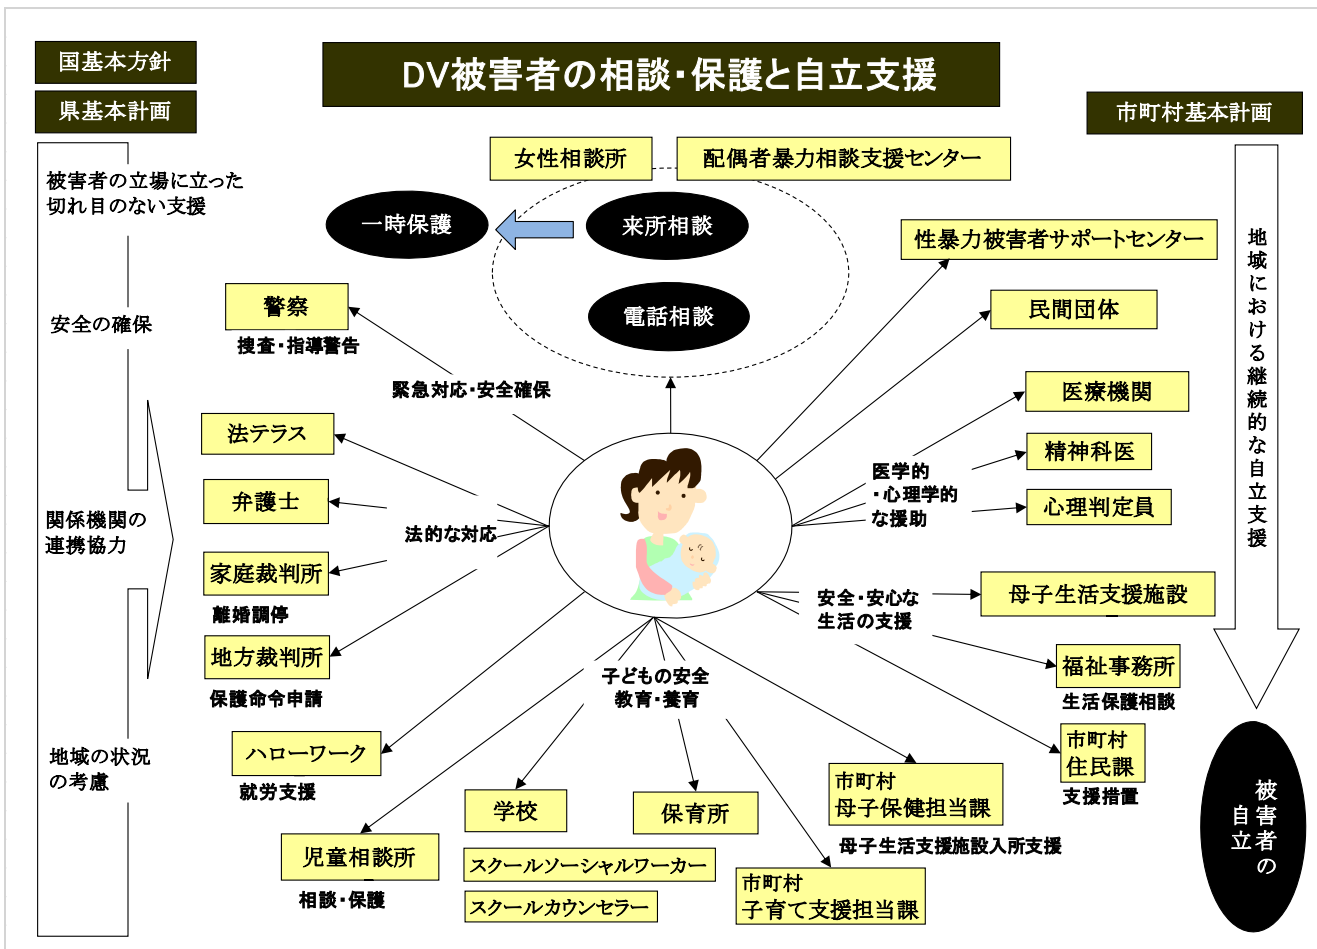 国基本方針
県基本計画
DV被害者の相談・保護と自立支援
市町村基本計画
被害者の立場に立った
切れ目のない支援
安全の確保
関係機関の
連携協力
地域の状況
の考慮
女性相談所
配偶者暴力相談支援センター
一時保護
来所相談
電話相談
性暴力被害者サポートセンター
民間団体
警察
捜査・指導警告
緊急対応・安全確保
法テラス
弁護士
法的な対応
家庭裁判所
離婚調停
地方裁判所
保護命令申請
ハローワーク
就労支援
児童相談所
相談・保護
医療機関
精神科医
心理判定員
医学的
・心理学的
な援助
安全・安心な
生活の支援
母子生活支援施設
福祉事務所
生活保護相談
市町村
住民課
支援措置
子どもの安全
教育・養育
学校
スクールソーシャルワーカー
スクールカウンセラー
保育所
市町村
母子保健担当課
母子生活支援施設入所支援
市町村
子育て支援担当課
地域における継続的な自立支援
被害者の
自立